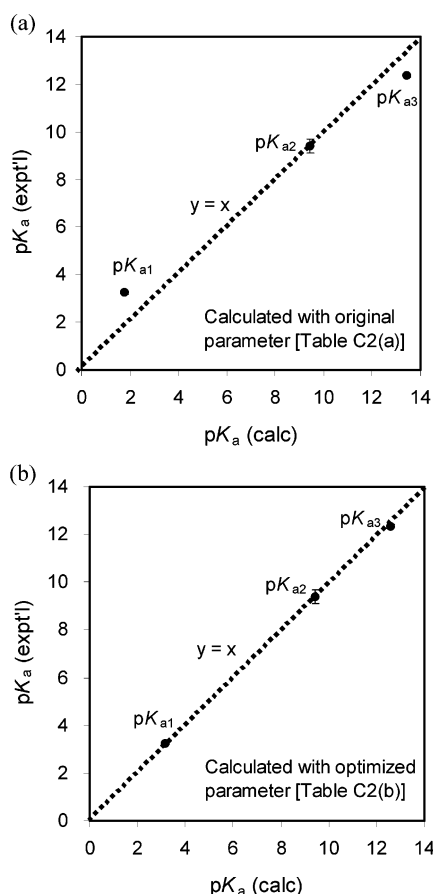 (a)
14
12
10
8
6
4
2
0
pKa (expt'l)
pKa3
pKa2
y = x
pKa1
Calculated with original
parameter [Table C2(a)]
0 2 4 6 8 10 12 14
pKa (calc)
(b)
14
12
10
8
6
4
2
0
pKa (expt'l)
pKa3
pKa2
y = x
pKa1
Calculated with optimized
parameter [Table C2(b)]
0 2 4 6 8 10 12 14
pKa (calc)